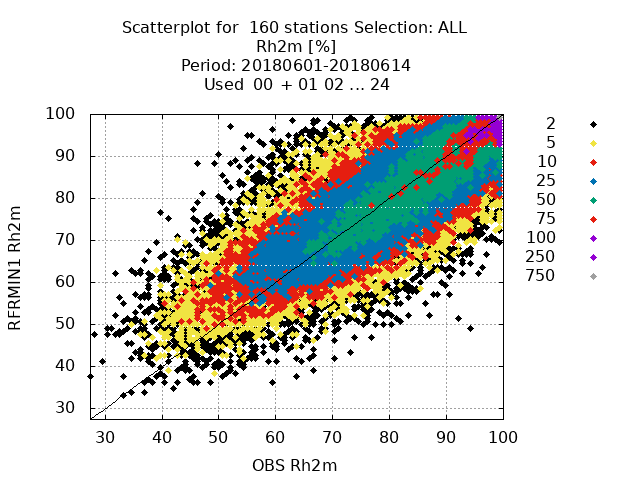 Scatterplot for  160 stations Selection: ALL
Rh2m [%]
Period: 20180601-20180614
Used  00  + 01 02 ... 24
RFRMIN1 Rh2m
100
90
80
70
60
50
40
30
30 40 50 60 70 80 90 100
OBS Rh2m
2
5
10
25
50
75
100
250
750